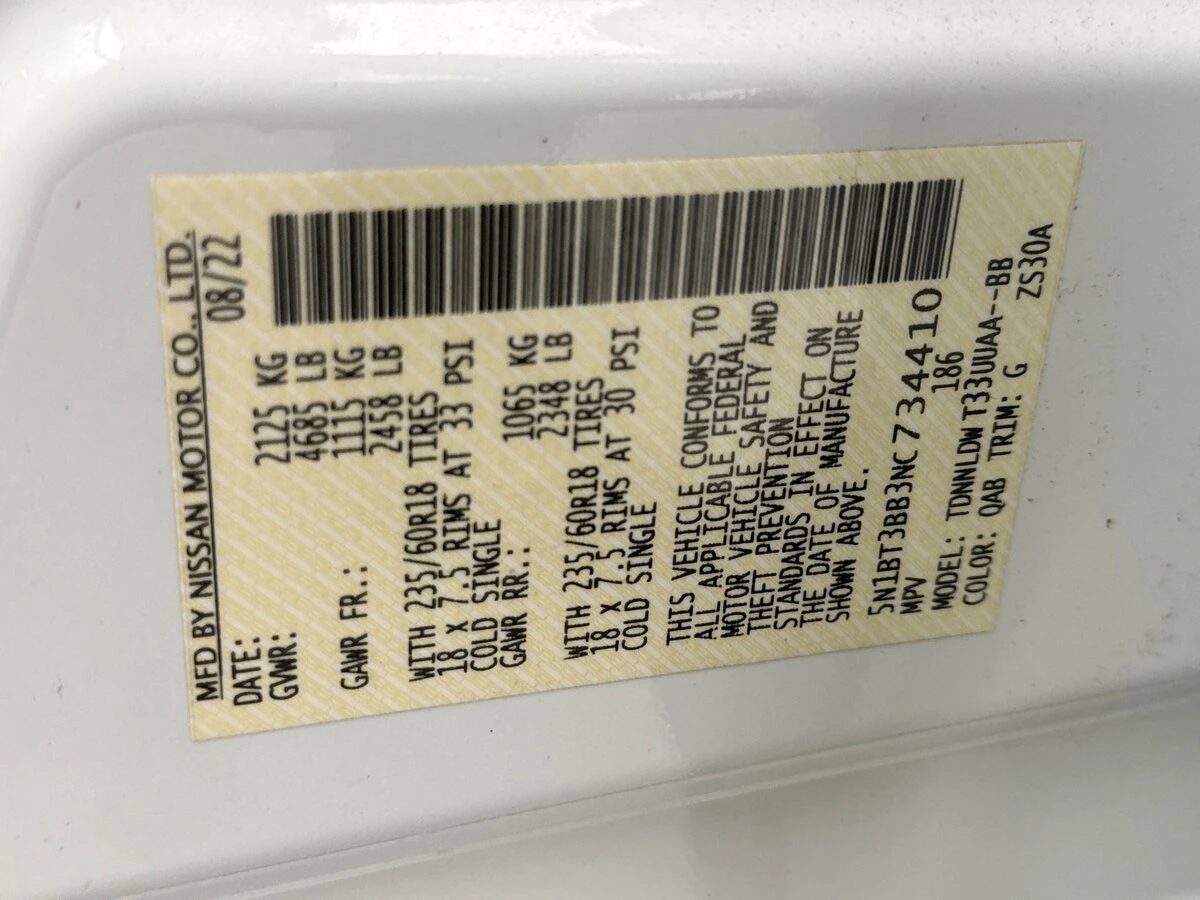 MFD BY NISSAN MOTOR CO., LTD.
DATE: 08/22
GVWR: 2125 KG
4685 LB
GAWR FR.: 1115 KG
2458 LB
WITH 235/60R18 TIRES
18 X 7.5 RIMS AT 33 PSI
COLD SINGLE
GAWR RR.: 1065 KG
2348 LB
WITH 235/60R18 TIRES
18 X 7.5 RIMS AT 30 PSI
COLD SINGLE
THIS VEHICLE CONFORMS TO
ALL APPLICABLE FEDERAL
MOTOR VEHICLE SAFETY AND
THEFT PREVENTION
STANDARDS IN EFFECT ON
THE DATE OF MANUFACTURE
SHOWN ABOVE.
5N1BT3BB3NC734410
MPV 186
MODEL: TDNNLDW T33UUAA--BB
COLOR: QAB TRIM: G ZS30A